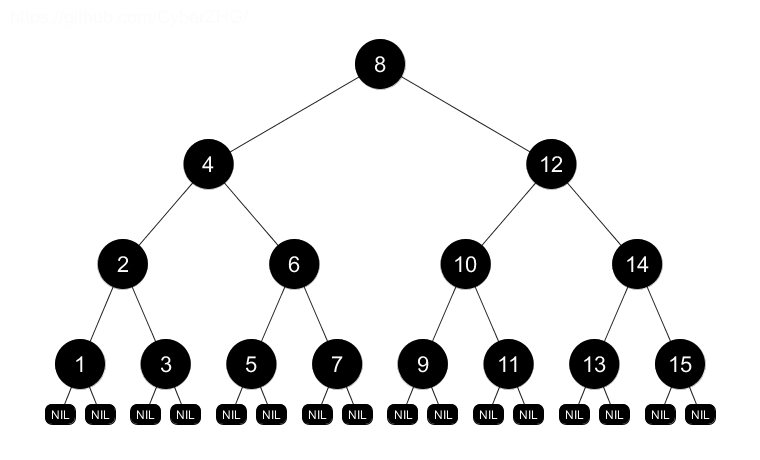 https://github.com/CyberZHG/
8
4 12
2 6 10 14
1 3 5 7 9 11 13 15
NIL NIL NIL NIL NIL NIL NIL NIL NIL NIL NIL NIL NIL NIL NIL NIL